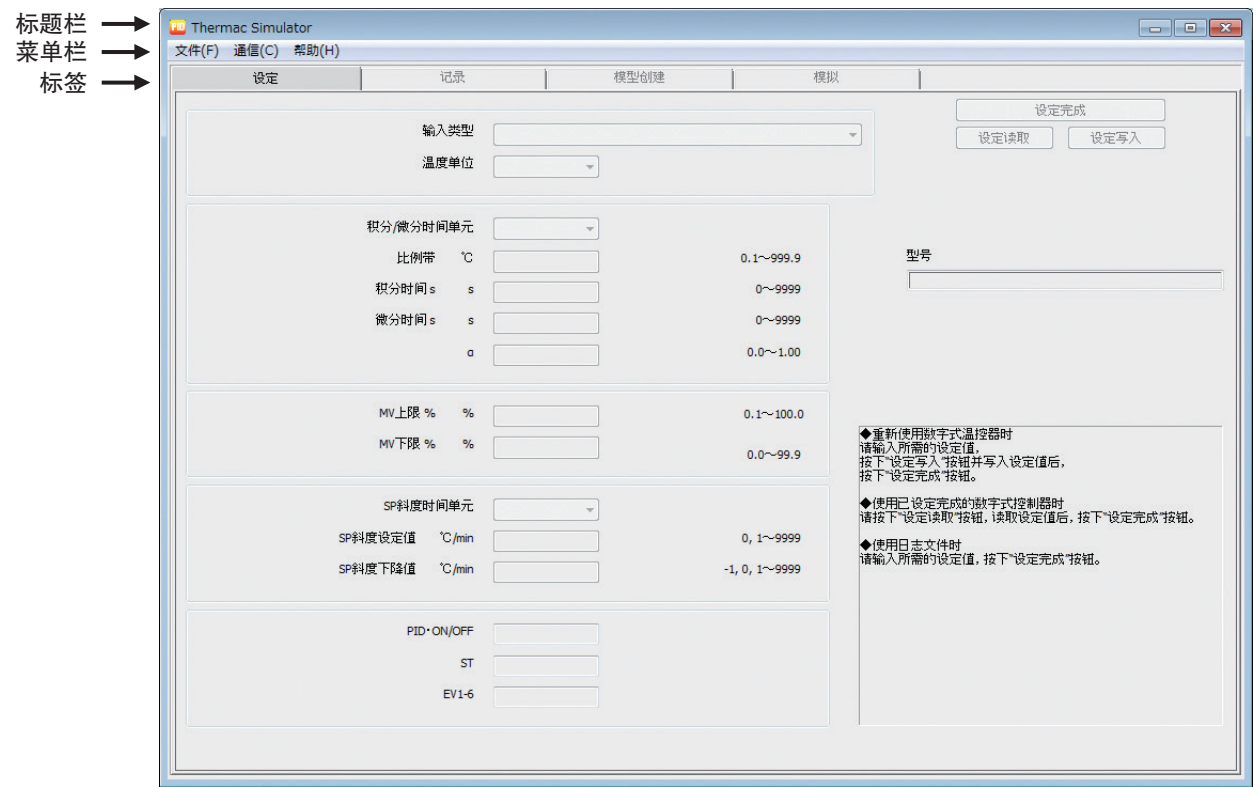 标题栏
菜单栏
标签
PID Thermac Simulator
文件(F) 通信(C) 帮助(H)
设定 记录 模型创建 模拟
输入类型
温度单位
设定完成
设定读取 设定写入
积分/微分时间单元
比例带 ℃ 0.1～999.9
积分时间 s s 0～9999
微分时间 s s 0～9999
α 0.0～1.00
型号
MV上限 % % 0.1～100.0
MV下限 % % 0.0～99.9
SP斜度时间单元
SP斜度设定值 ℃/min 0, 1～9999
SP斜度下降值 ℃/min -1, 0, 1～9999
PID･ON/OFF
ST
EV1-6
◆重新使用数字式温控器时
请输入所需的设定值,
按下"设定写入"按钮并写入设定值后,
按下"设定完成"按钮。
◆使用已设定完成的数字式控制器时
请按下"设定读取"按钮, 读取设定值后, 按下"设定完成"按钮。
◆使用日志文件时
请输入所需的设定值, 按下"设定完成"按钮。